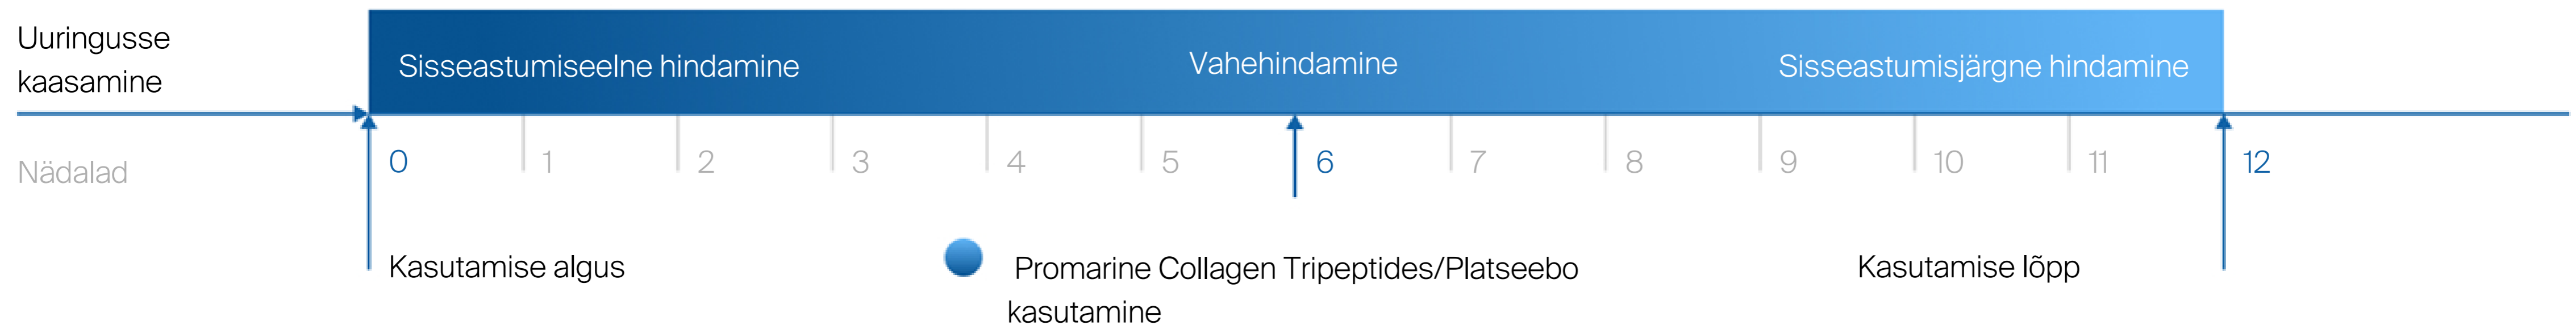 Uuringusse
kaasamine
Sisseastumiseelne hindamine
Vahehindamine
Sisseastumisjärgne hindamine
Nädalad
0
1
2
3
4
5
6
7
8
9
10
11
12
Kasutamise algus
Promarine Collagen Tripeptides/Platseebo
kasutamine
Kasutamise lõpp